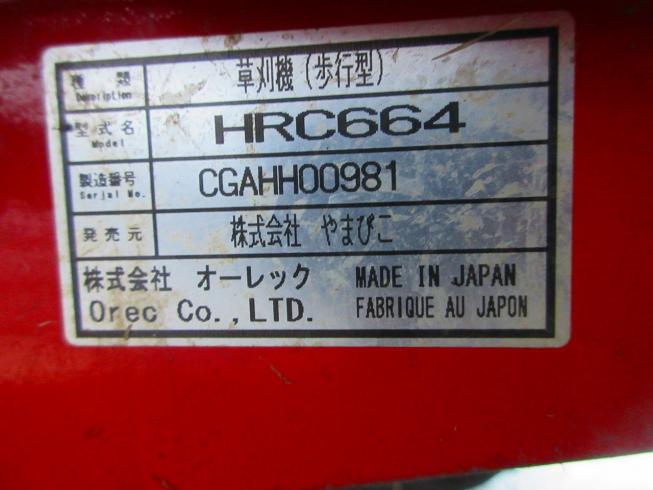 種類 草刈機(歩行型)
Description
型式名 HRC664
Model
製造番号 CGAHH00981
Serial No.
発売元 株式会社 やまびこ
株式会社 オーレック MADE IN JAPAN
Orec Co.,LTD. FABRIQUE AU JAPON